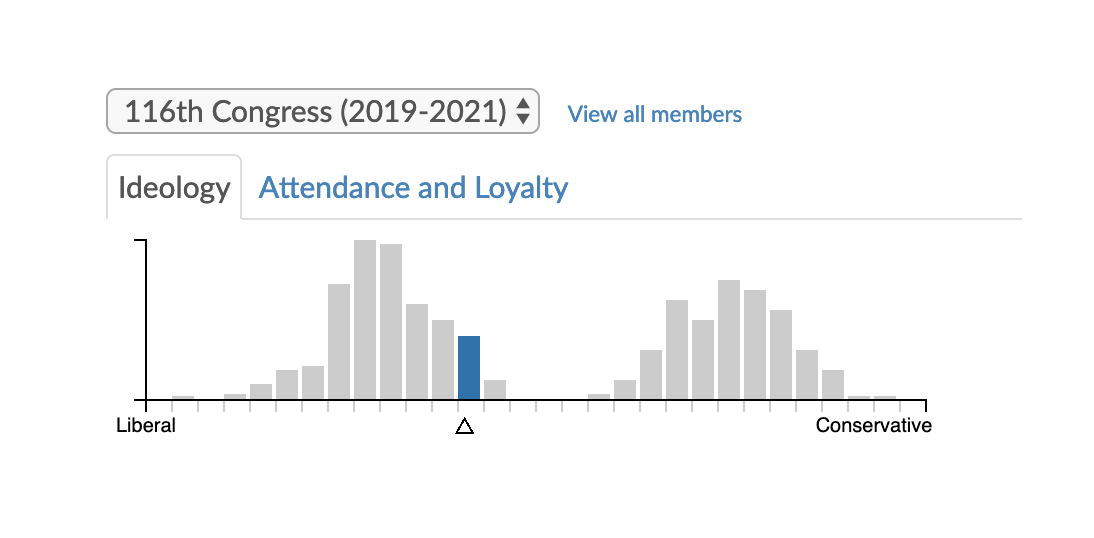 116th Congress (2019-2021) View all members
Ideology Attendance and Loyalty
Liberal Conservative